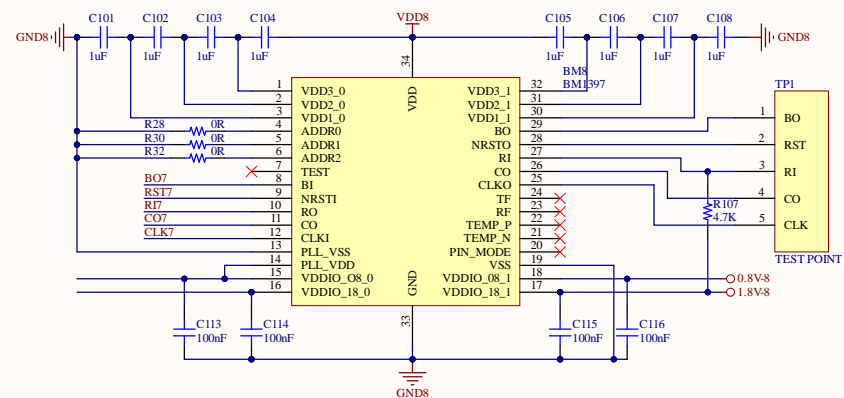 C101 C102 C103 C104 VDD8 C105 C106 C107 C108
GND8 GND8
1uF 1uF 1uF 1uF 1uF 1uF 1uF 1uF
34
BM8
BM1397
VDD
TP1
1 VDD3_0 VDD3_1 32
2 VDD2_0 VDD2_1 31
3 VDD1_0 VDD1_1 30
R28 0R 4 ADDR0 BO 29
R30 0R 5 ADDR1 NRSTO 28
R32 0R 6 ADDR2 RI 27
7 TEST CO 26
BO7 8 BI CLKO 25
RST7 9 NRSTI TF 24
RI7 10 RO RF 23
CO7 11 CO TEMP_P 22
CLK7 12 CLKI TEMP_N 21
13 PLL_VSS PIN_MODE 20
14 PLL_VDD VSS 19
15 VDDIO_O8_0 VDDIO_08_1 18
16 VDDIO_18_0 VDDIO_18_1 17
GND
33
1 BO
2 RST
3 RI
4 CO
5 CLK
R107
4.7K
TEST POINT
0.8V-8
1.8V-8
C113 C114 C115 C116
100nF 100nF 100nF 100nF
GND8